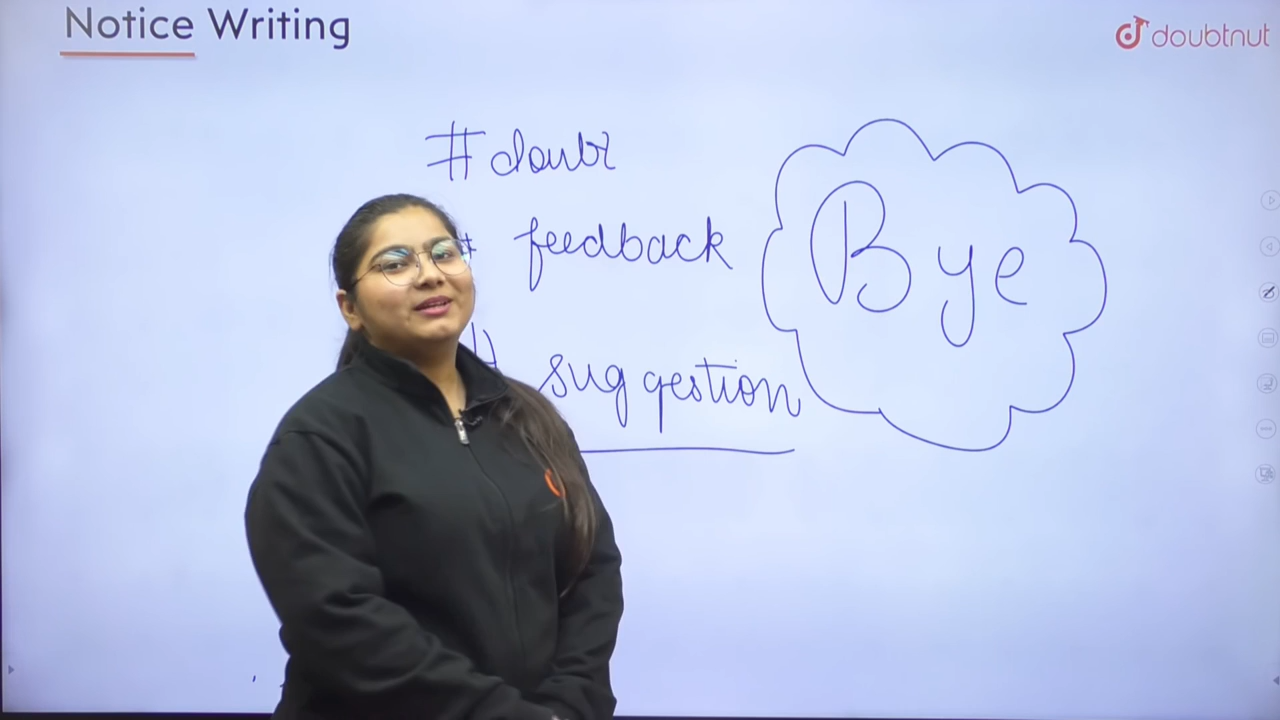 Notice Writing
doubtnut
#doubt
# feedback
# suggestion
Bye